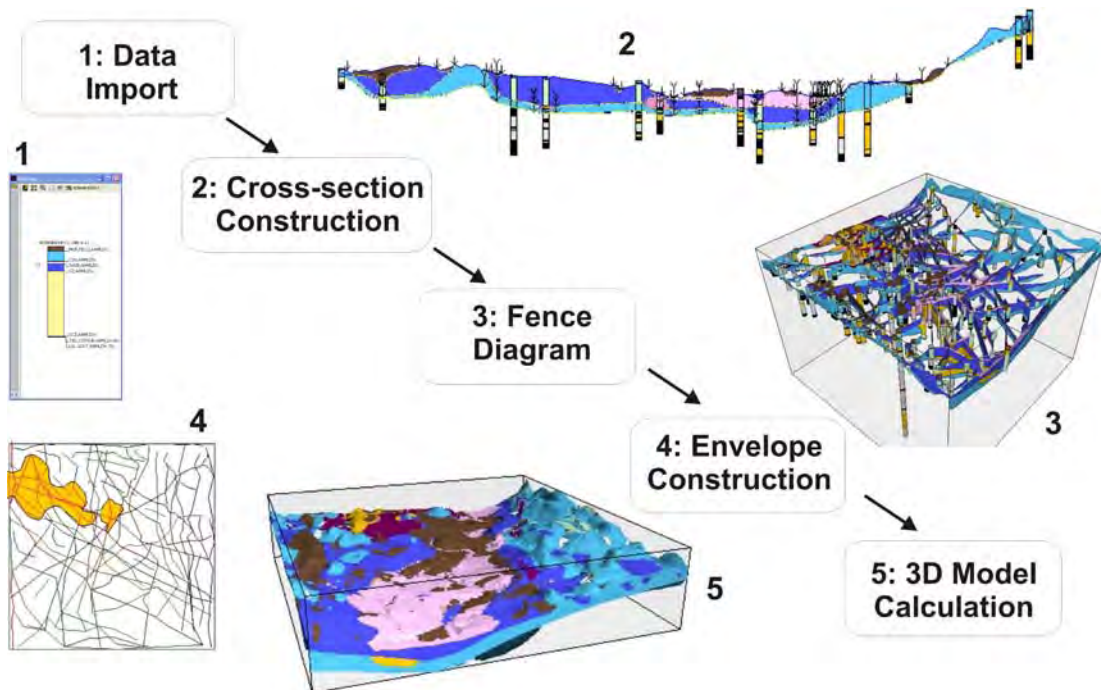 1: Data
Import
2
1
2: Cross-section
Construction
3: Fence
Diagram
3
4
4: Envelope
Construction
5
5: 3D Model
Calculation